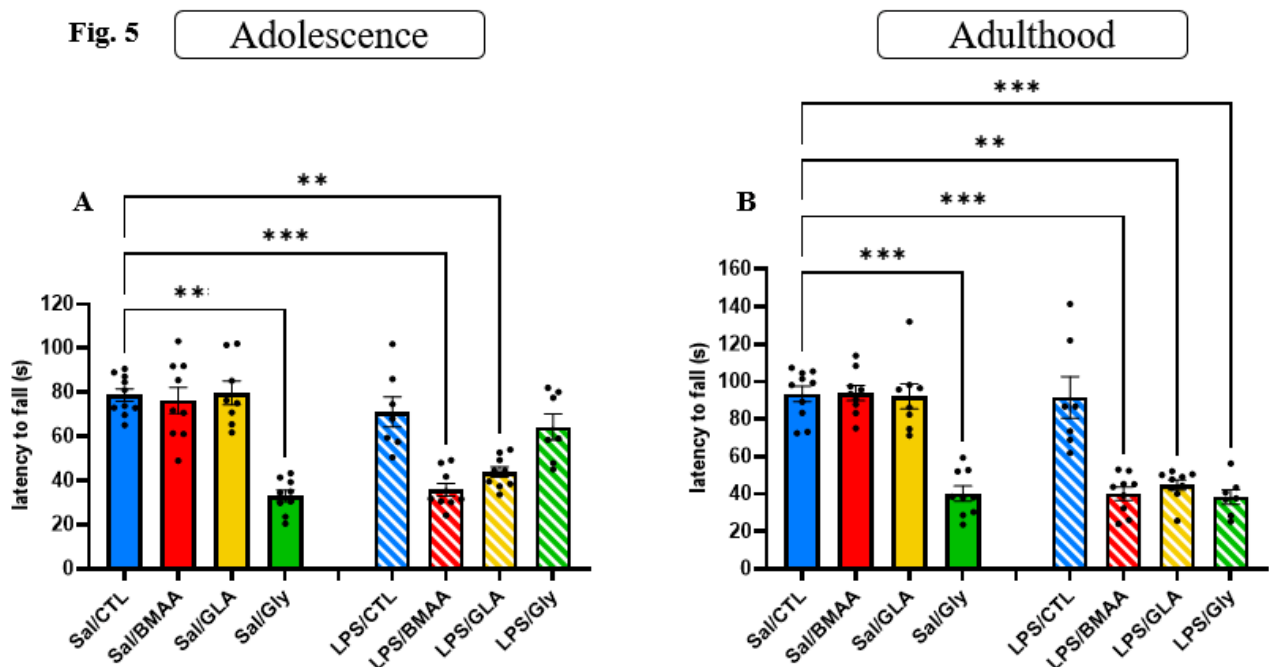 Fig. 5
Adolescence
Adulthood
A
**
***
**
latency to fall (s)
120
100
80
60
40
20
0
Sal/CTL
Sal/BMAA
Sal/GLA
Sal/Gly
LPS/CTL
LPS/BMAA
LPS/GLA
LPS/Gly
B
***
**
***
***
latency to fall (s)
160
140
120
100
80
60
40
20
0
Sal/CTL
Sal/BMAA
Sal/GLA
Sal/Gly
LPS/CTL
LPS/BMAA
LPS/GLA
LPS/Gly